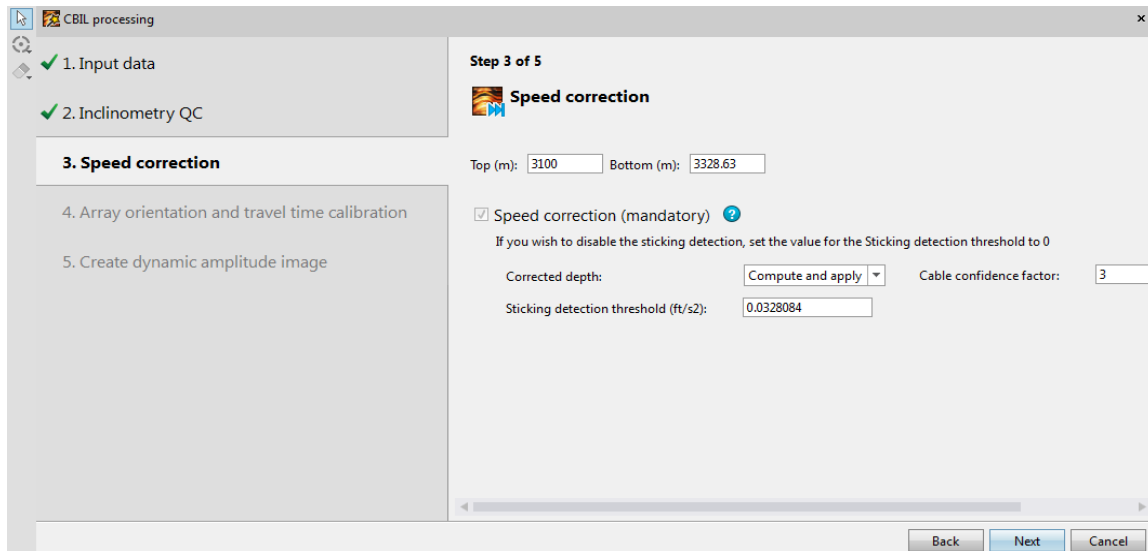 CBIL processing
1. Input data
2. Inclinometry QC
3. Speed correction
4. Array orientation and travel time calibration
5. Create dynamic amplitude image
Step 3 of 5
Speed correction
Top (m): 3100 Bottom (m): 3328.63
Speed correction (mandatory) ?
If you wish to disable the sticking detection, set the value for the Sticking detection threshold to 0
Corrected depth: Compute and apply Cable confidence factor: 3
Sticking detection threshold (ft/s2): 0.0328084
Back Next Cancel